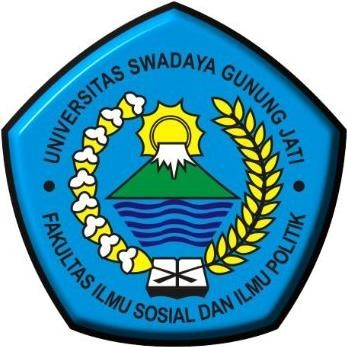 UNIVERSITAS SWADAYA GUNUNG JATI
FAKULTAS ILMU SOSIAL DAN ILMU POLITIK